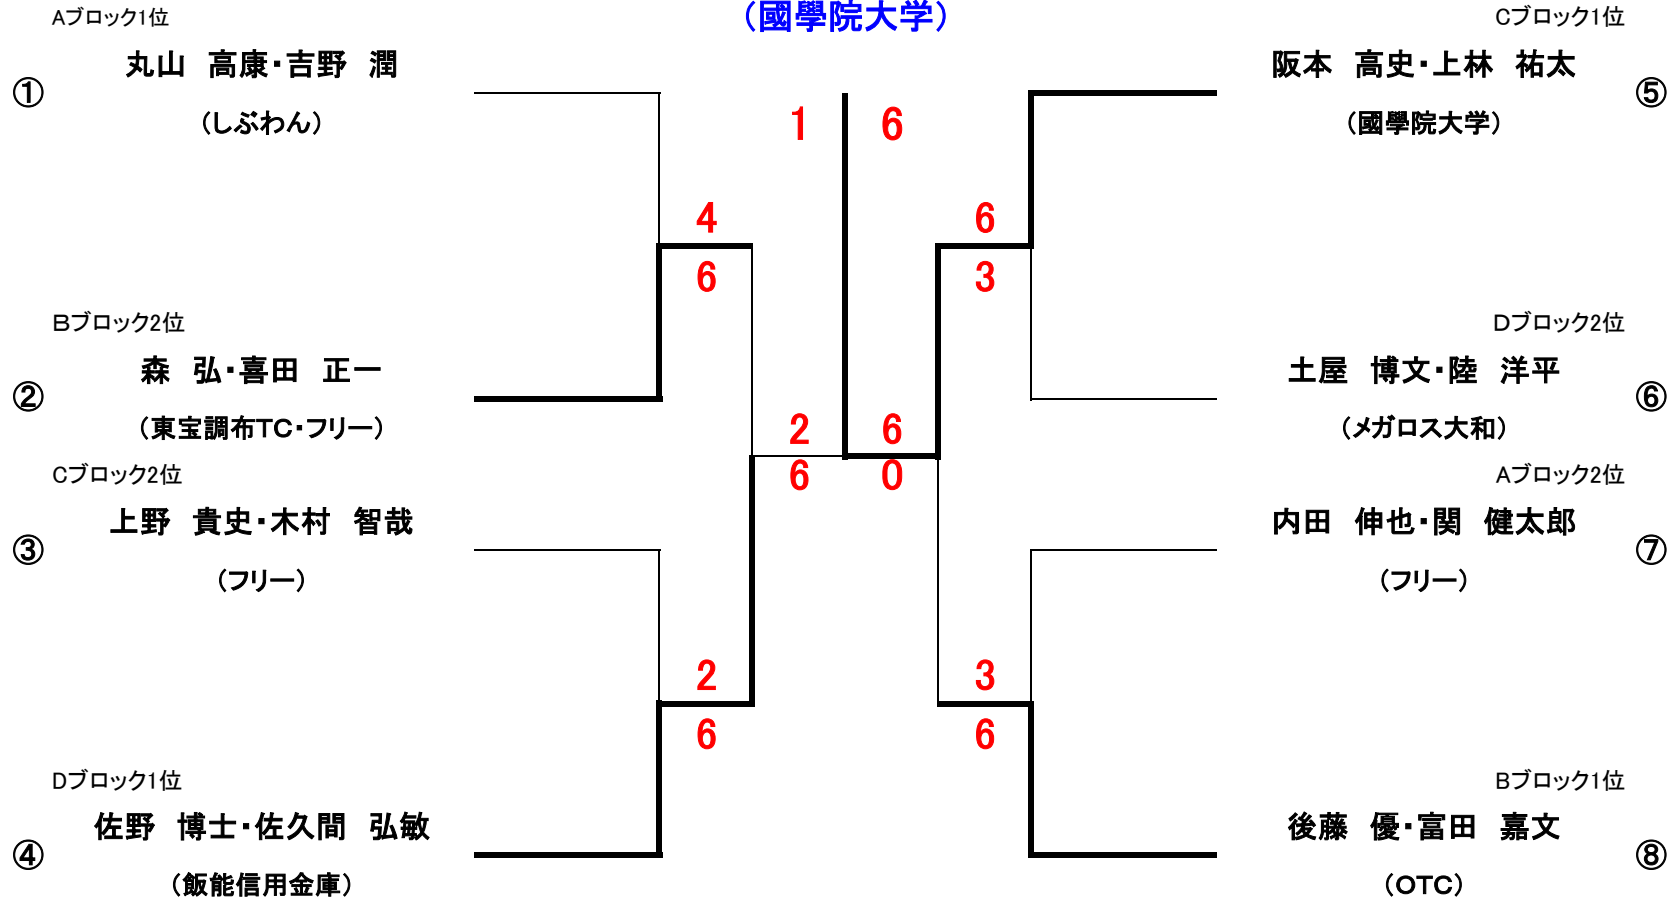 (國學院大学)
Aブロック1位
丸山　高康・吉野　潤
①
(しぶわん)
Bブロック2位
森　弘・喜田　正一
②
(東宝調布TC・フリー)
Cブロック2位
上野　貴史・木村　智哉
③
(フリー)
Dブロック1位
佐野　博士・佐久間　弘敏
④
(飯能信用金庫)
4
6
2
6
1
6
2
6
6
0
6
3
3
6
Cブロック1位
阪本　高史・上林　祐太
⑤
(國學院大学)
Dブロック2位
土屋　博文・陸　洋平
⑥
(メガロス大和)
Aブロック2位
内田　伸也・関　健太郎
⑦
(フリー)
Bブロック1位
後藤　優・富田　嘉文
⑧
(OTC)